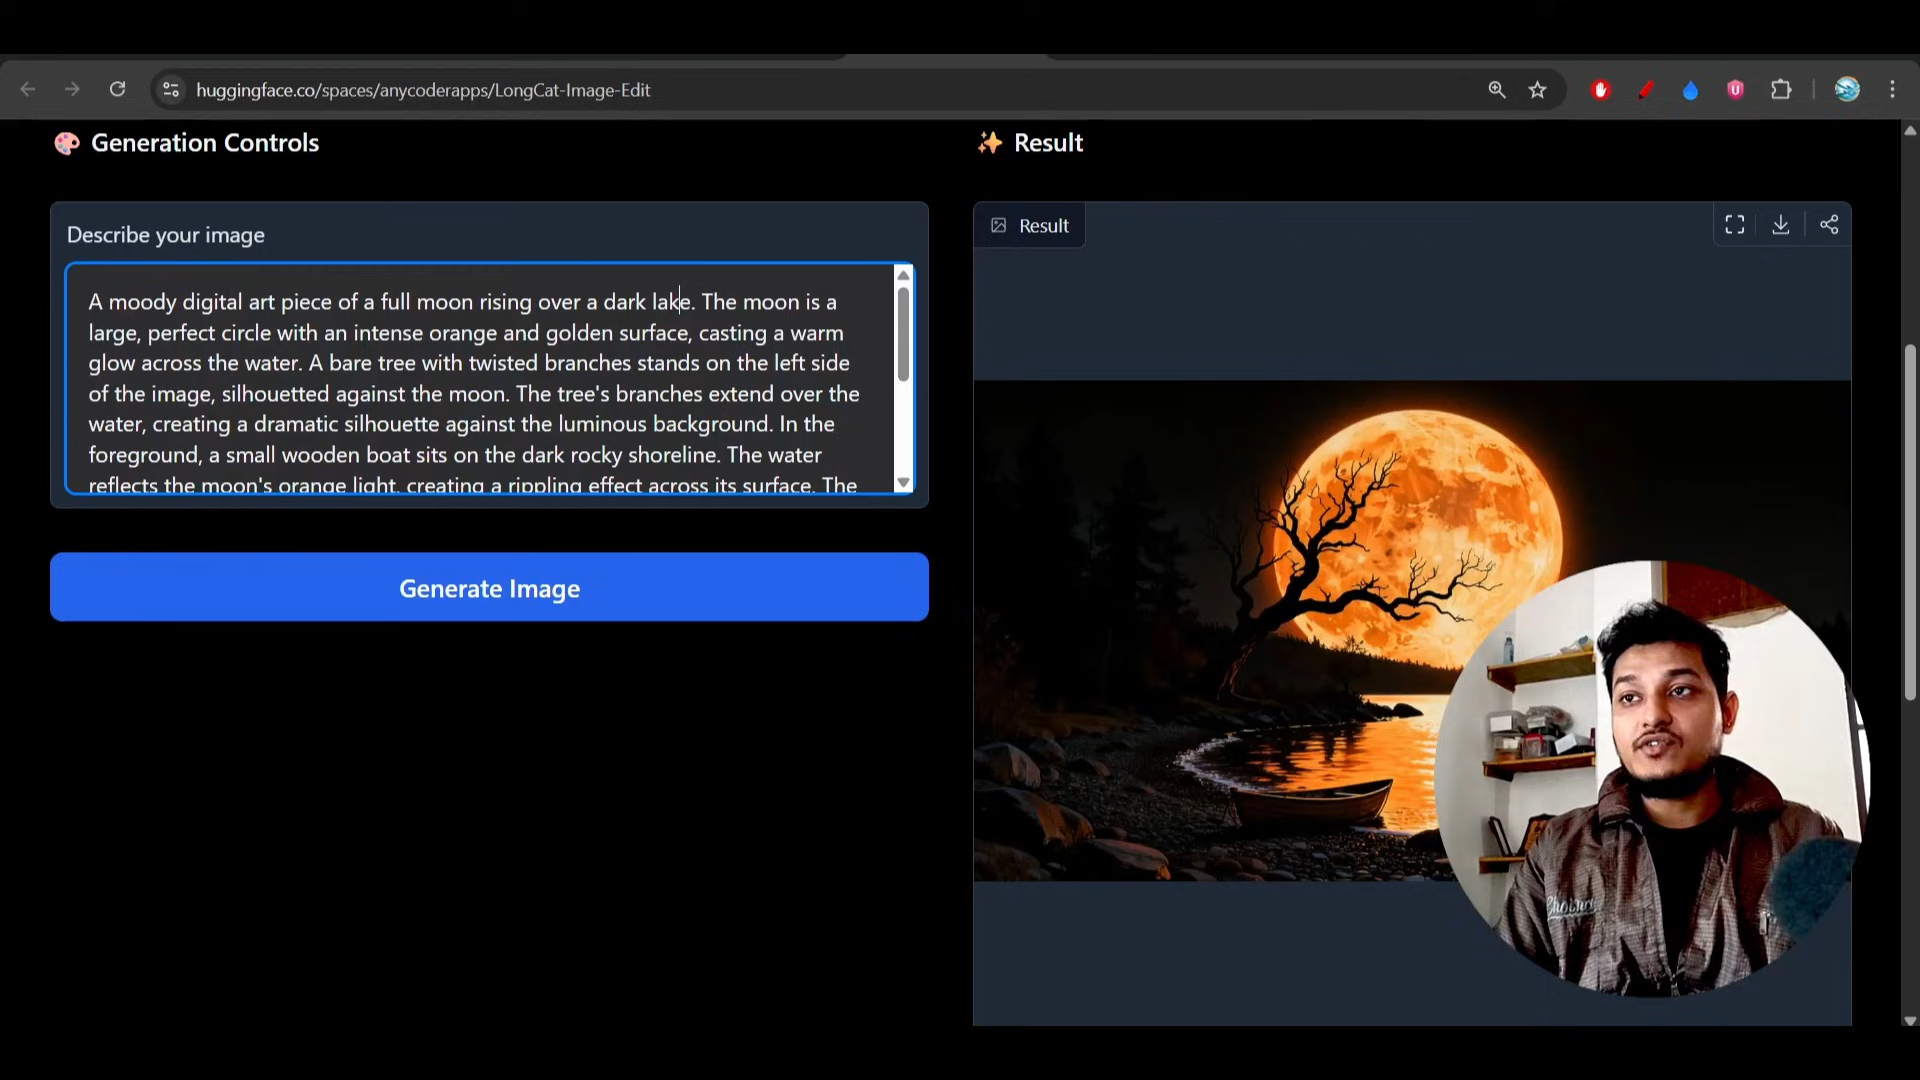 huggingface.co/spaces/anycoderapps/LongCat-Image-Edit
Generation Controls
Describe your image
A moody digital art piece of a full moon rising over a dark lake. The moon is a
large, perfect circle with an intense orange and golden surface, casting a warm
glow across the water. A bare tree with twisted branches stands on the left side
of the image, silhouetted against the moon. The tree's branches extend over the
water, creating a dramatic silhouette against the luminous background. In the
foreground, a small wooden boat sits on the dark rocky shoreline. The water
reflects the moon's orange light, creating a rippling effect across its surface. The
Generate Image
Result
Result